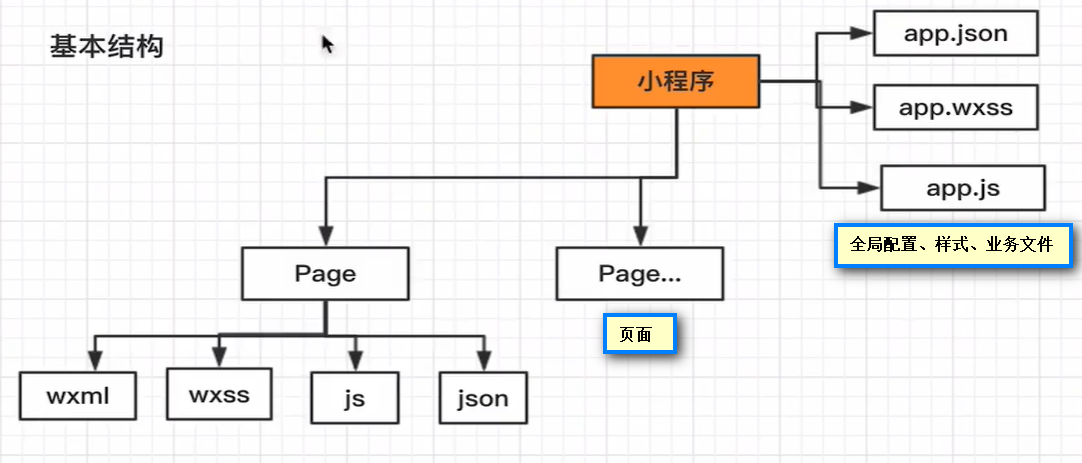 基本结构
小程序
app.json
app.wxss
app.js
全局配置、样式、业务文件
Page
Page...
页面
wxml
wxss
js
json